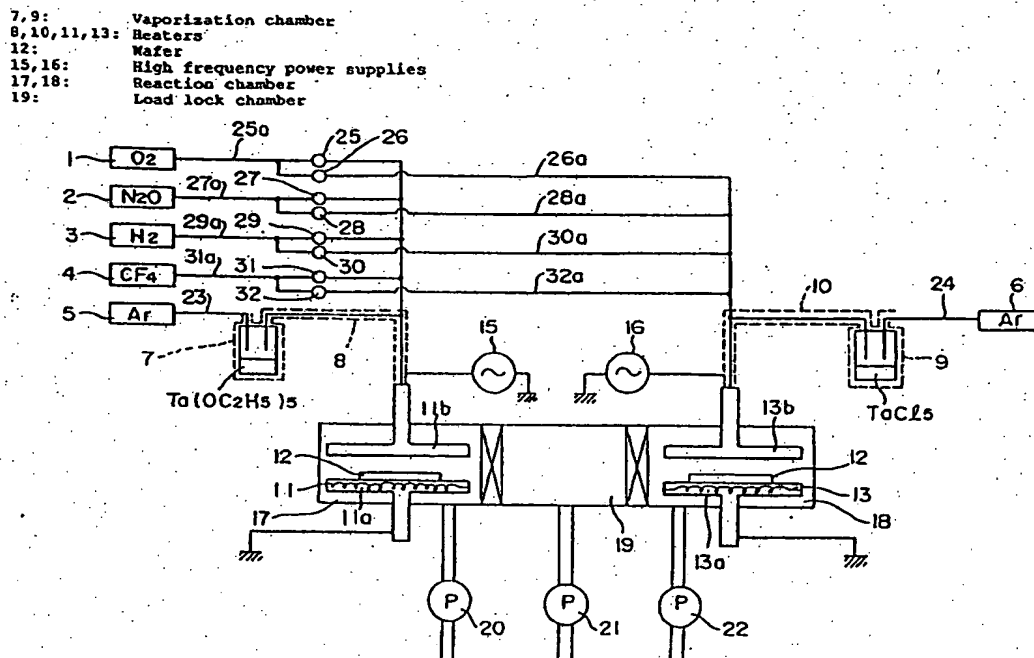 7,9: Vaporization chamber
8,10,11,13: Heaters
12: Wafer
15,16: High frequency power supplies
17,18: Reaction chamber
19: Load lock chamber
25a 25 26
1 O2 26a
27a 27
2 N2O 28a
28
29a 29
3 H2 30a
30
31a 31
4 CF4 32a
32
10 24 6
23
5 Ar Ar
15 16
7 8 9
Ta(OC2H5)5 TaCl5
11b 13b
12 12
11 13
17 11a 19 13a 18
P P P
20 21 22